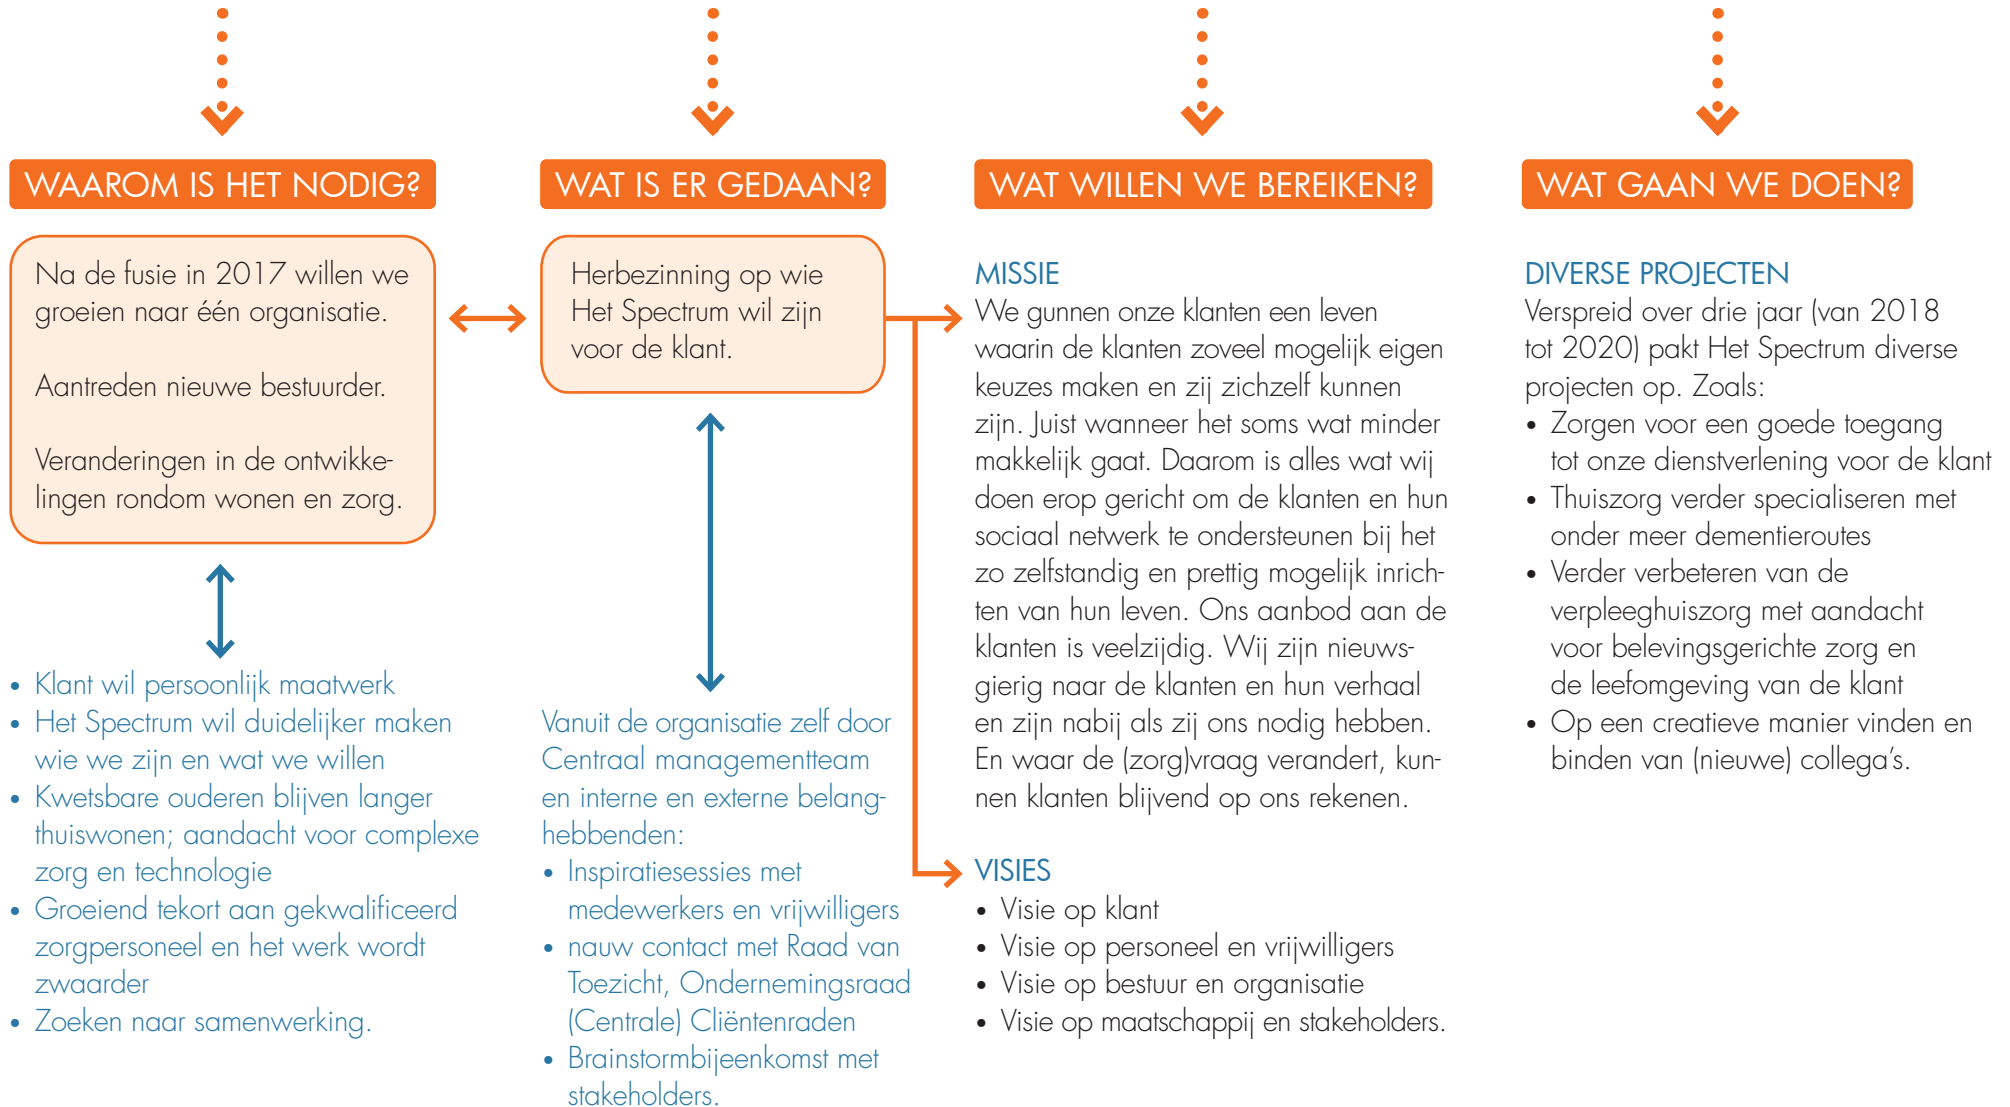 WAAROM IS HET NODIG?
Na de fusie in 2017 willen we
groeien naar één organisatie.
Aantreden nieuwe bestuurder.
Veranderingen in de ontwikke-
lingen rondom wonen en zorg.
• Klant wil persoonlijk maatwerk
• Het Spectrum wil duidelijker maken
wie we zijn en wat we willen
• Kwetsbare ouderen blijven langer
thuiswonen; aandacht voor complexe
zorg en technologie
• Groeiend tekort aan gekwalificeerd
zorgpersoneel en het werk wordt
zwaarder
• Zoeken naar samenwerking.
WAT IS ER GEDAAN?
Herbezinning op wie
Het Spectrum wil zijn
voor de klant.
Vanuit de organisatie zelf door
Centraal managementteam
en interne en externe belang-
hebbenden:
• Inspiratiesessies met
medewerkers en vrijwilligers
• nauw contact met Raad van
Toezicht, Ondernemingsraad
(Centrale) Cliëntenraden
• Brainstormbijeenkomst met
stakeholders.
WAT WILLEN WE BEREIKEN?
MISSIE
We gunnen onze klanten een leven
waarin de klanten zoveel mogelijk eigen
keuzes maken en zij zichzelf kunnen
zijn. Juist wanneer het soms wat minder
makkelijk gaat. Daarom is alles wat wij
doen erop gericht om de klanten en hun
sociaal netwerk te ondersteunen bij het
zo zelfstandig en prettig mogelijk inrich-
ten van hun leven. Ons aanbod aan de
klanten is veelzijdig. Wij zijn nieuws-
gierig naar de klanten en hun verhaal
en zijn nabij als zij ons nodig hebben.
En waar de (zorg)vraag verandert, kun-
nen klanten blijvend op ons rekenen.
VISIES
• Visie op klant
• Visie op personeel en vrijwilligers
• Visie op bestuur en organisatie
• Visie op maatschappij en stakeholders.
WAT GAAN WE DOEN?
DIVERSE PROJECTEN
Verspreid over drie jaar (van 2018
tot 2020) pakt Het Spectrum diverse
projecten op. Zoals:
• Zorgen voor een goede toegang
tot onze dienstverlening voor de klant
• Thuiszorg verder specialiseren met
onder meer dementieroutes
• Verder verbeteren van de
verpleeghuiszorg met aandacht
voor belevingsgerichte zorg en
de leefomgeving van de klant
• Op een creatieve manier vinden en
binden van (nieuwe) collega’s.